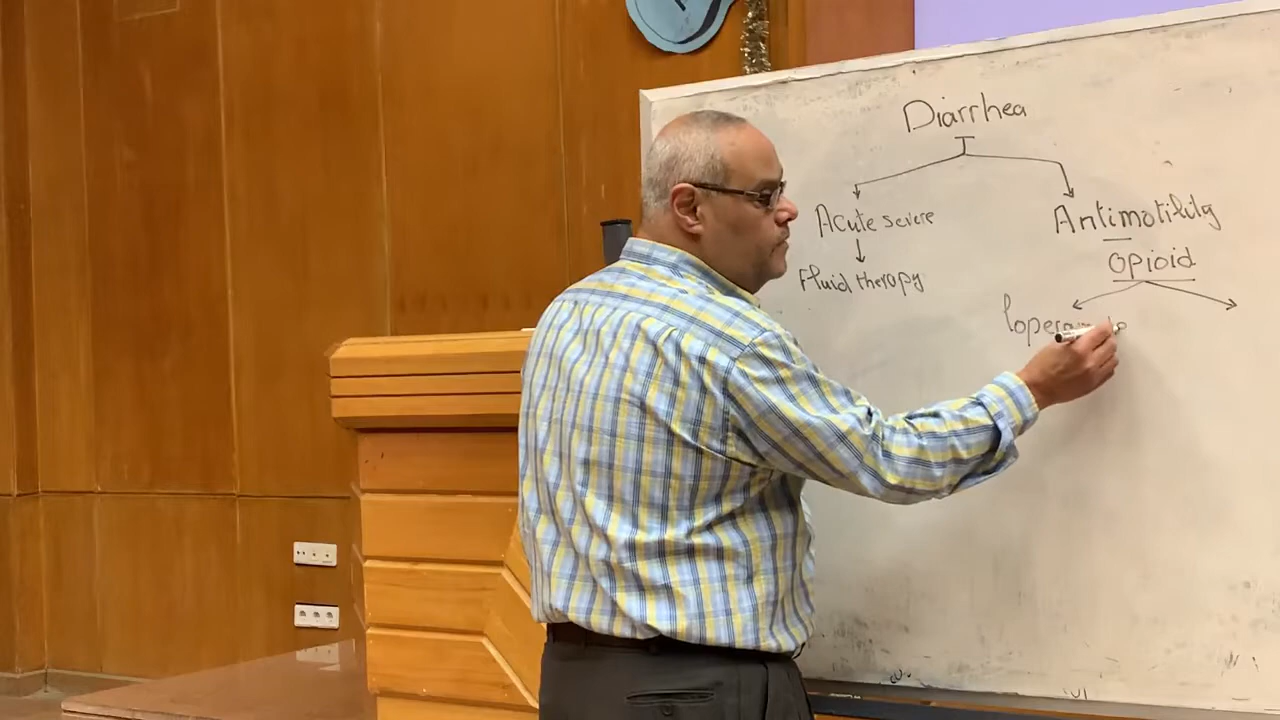 Diarrhea
Acute severe
Antimotility
Fluid therapy
Opioid